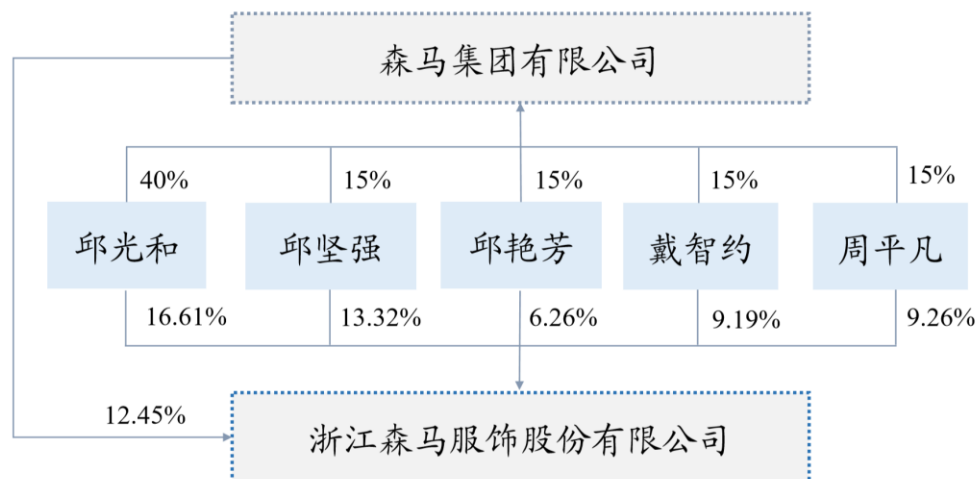 森马集团有限公司
40%
15%
15%
15%
15%
邱光和
邱坚强
邱艳芳
戴智约
周平凡
16.61%
13.32%
6.26%
9.19%
9.26%
12.45%
浙江森马服饰股份有限公司